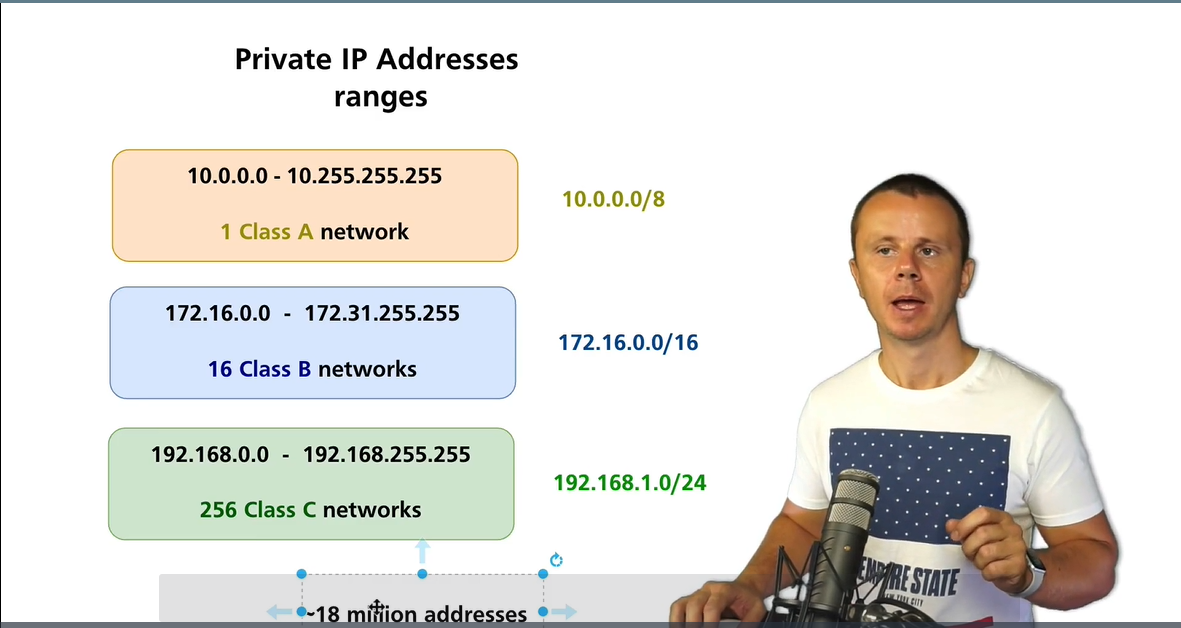 Private IP Addresses
ranges
10.0.0.0 - 10.255.255.255
1 Class A network
10.0.0.0/8
172.16.0.0 - 172.31.255.255
16 Class B networks
172.16.0.0/16
192.168.0.0 - 192.168.255.255
256 Class C networks
192.168.1.0/24
~18 million addresses
EMPIRE STATE
NEW YORK CITY